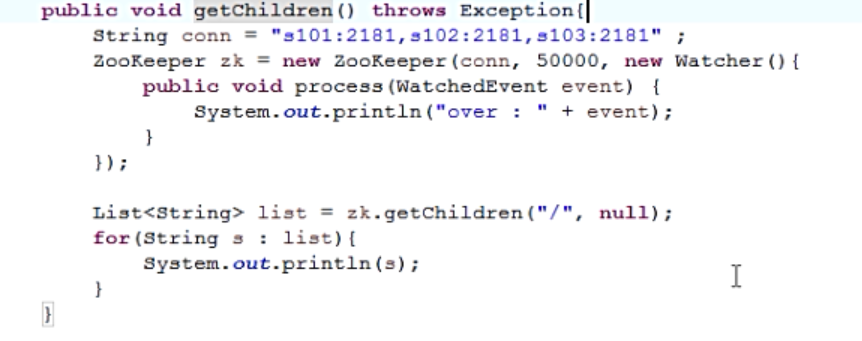 public void getChildren() throws Exception{
String conn = "s101:2181,s102:2181,s103:2181" ;
ZooKeeper zk = new ZooKeeper(conn, 50000, new Watcher(){
public void process(WatchedEvent event) {
System.out.println("over : " + event);
}
});
List<String> list = zk.getChildren("/", null);
for(String s : list){
System.out.println(s);
}
}